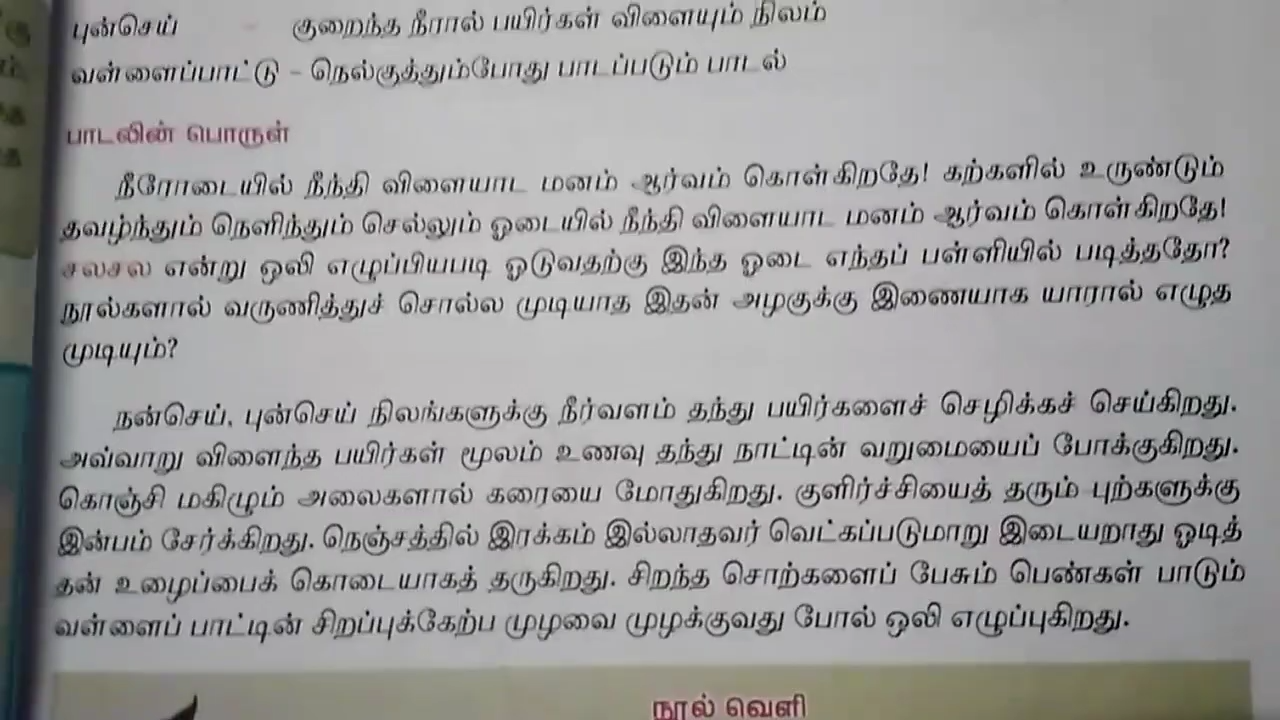 புன்செய் – குறைந்த நீரால் பயிர்கள் விளையும் நிலம்
வள்ளைப்பாட்டு – நெல்குத்தும்போது பாடப்படும் பாடல்
பாடலின் பொருள்
நீரோடையில் நீந்தி விளையாட மனம் ஆர்வம் கொள்கிறதே! கற்களில் உருண்டும்
தவழ்ந்தும் நெளிந்தும் செல்லும் ஓடையில் நீந்தி விளையாட மனம் ஆர்வம் கொள்கிறதே!
சலசல என்று ஒலி எழுப்பியபடி ஓடுவதற்கு இந்த ஓடை எந்தப் பள்ளியில் படித்ததோ?
நூல்களால் வருணித்துச் சொல்ல முடியாத இதன் அழகுக்கு இணையாக யாரால் எழுத
முடியும்?
நன்செய், புன்செய் நிலங்களுக்கு நீர்வளம் தந்து பயிர்களைச் செழிக்கச் செய்கிறது.
அவ்வாறு விளைந்த பயிர்கள் மூலம் உணவு தந்து நாட்டின் வறுமையைப் போக்குகிறது.
கொஞ்சி மகிழும் அலைகளால் கரையை மோதுகிறது. குளிர்ச்சியைத் தரும் புற்களுக்கு
இன்பம் சேர்க்கிறது. நெஞ்சத்தில் இரக்கம் இல்லாதவர் வெட்கப்படுமாறு இடையறாது ஓடித்
தன் உழைப்பைக் கொடையாகத் தருகிறது. சிறந்த சொற்களைப் பேசும் பெண்கள் பாடும்
வள்ளைப் பாட்டின் சிறப்புக்கேற்ப முழவை முழக்குவது போல் ஒலி எழுப்புகிறது.
நூல் வெளி